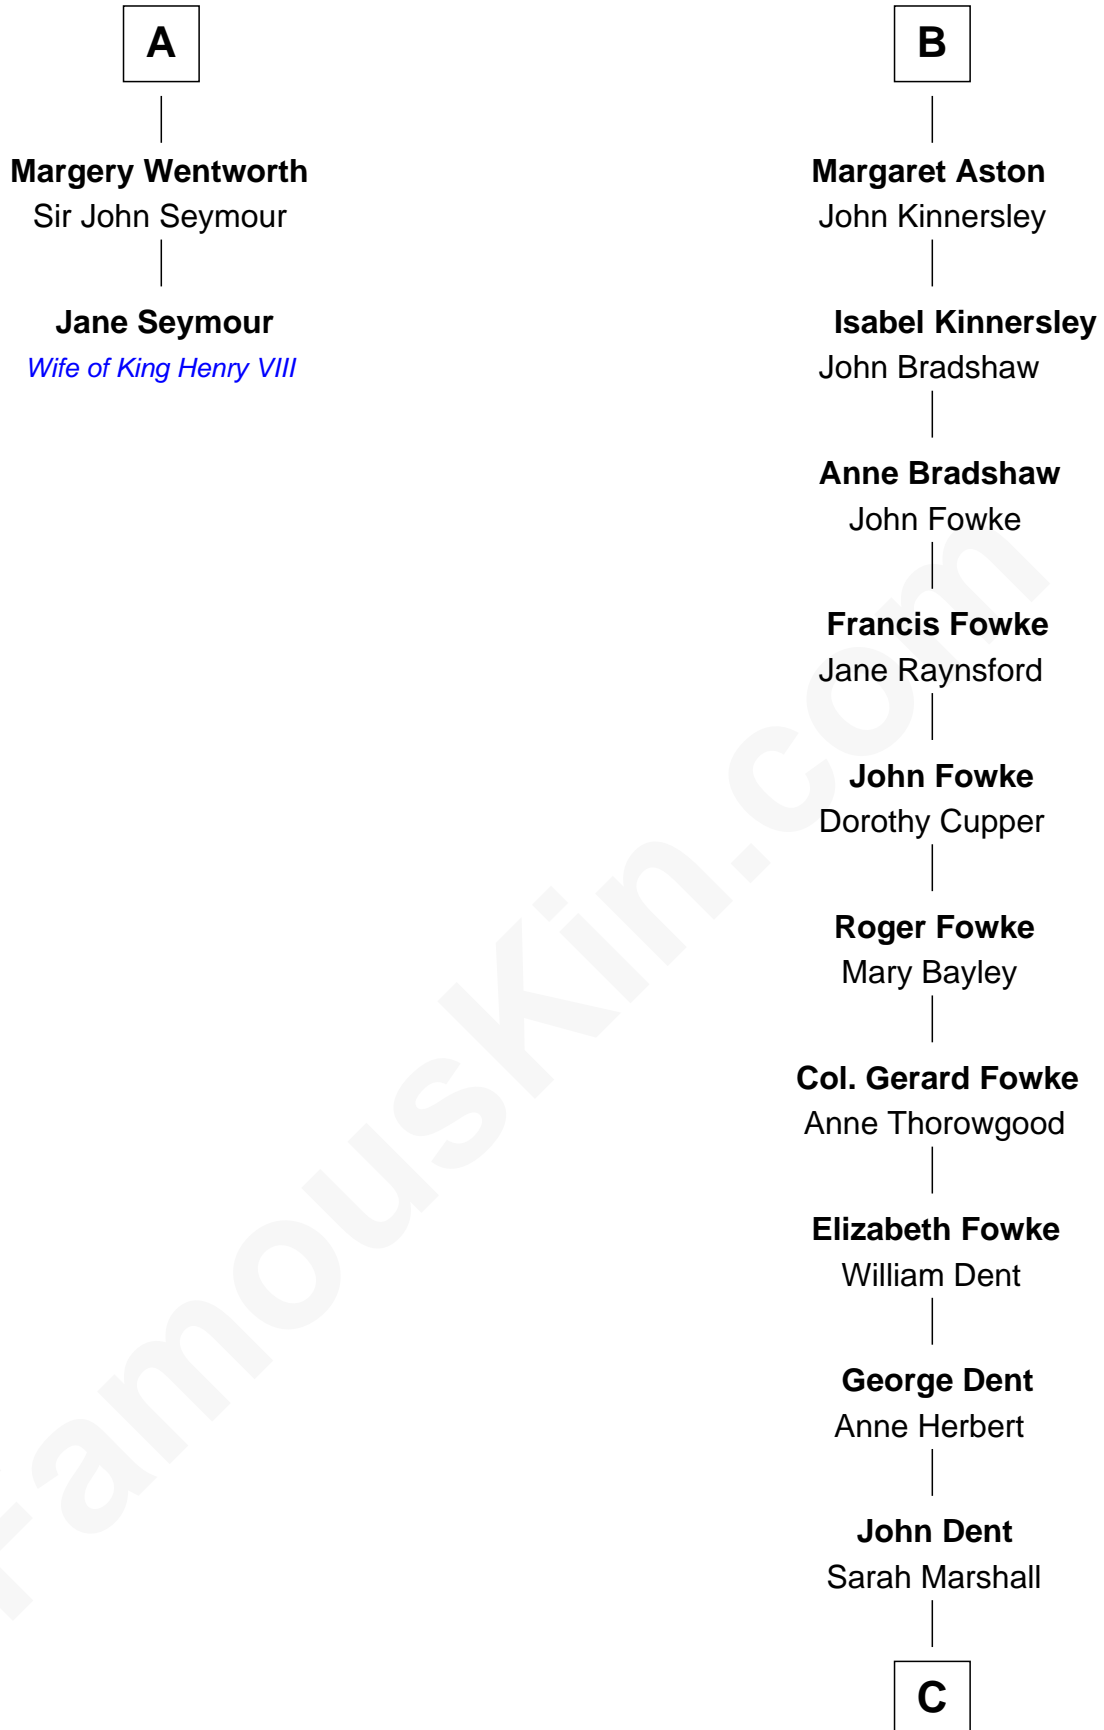 A
Margery Wentworth
Sir John Seymour
Jane Seymour
Wife of King Henry VIII
B
Margaret Aston
John Kinnersley
Isabel Kinnersley
John Bradshaw
Anne Bradshaw
John Fowke
Francis Fowke
Jane Raynsford
John Fowke
Dorothy Cupper
Roger Fowke
Mary Bayley
Col. Gerard Fowke
Anne Thorowgood
Elizabeth Fowke
William Dent
George Dent
Anne Herbert
John Dent
Sarah Marshall
C
FamousKin.com